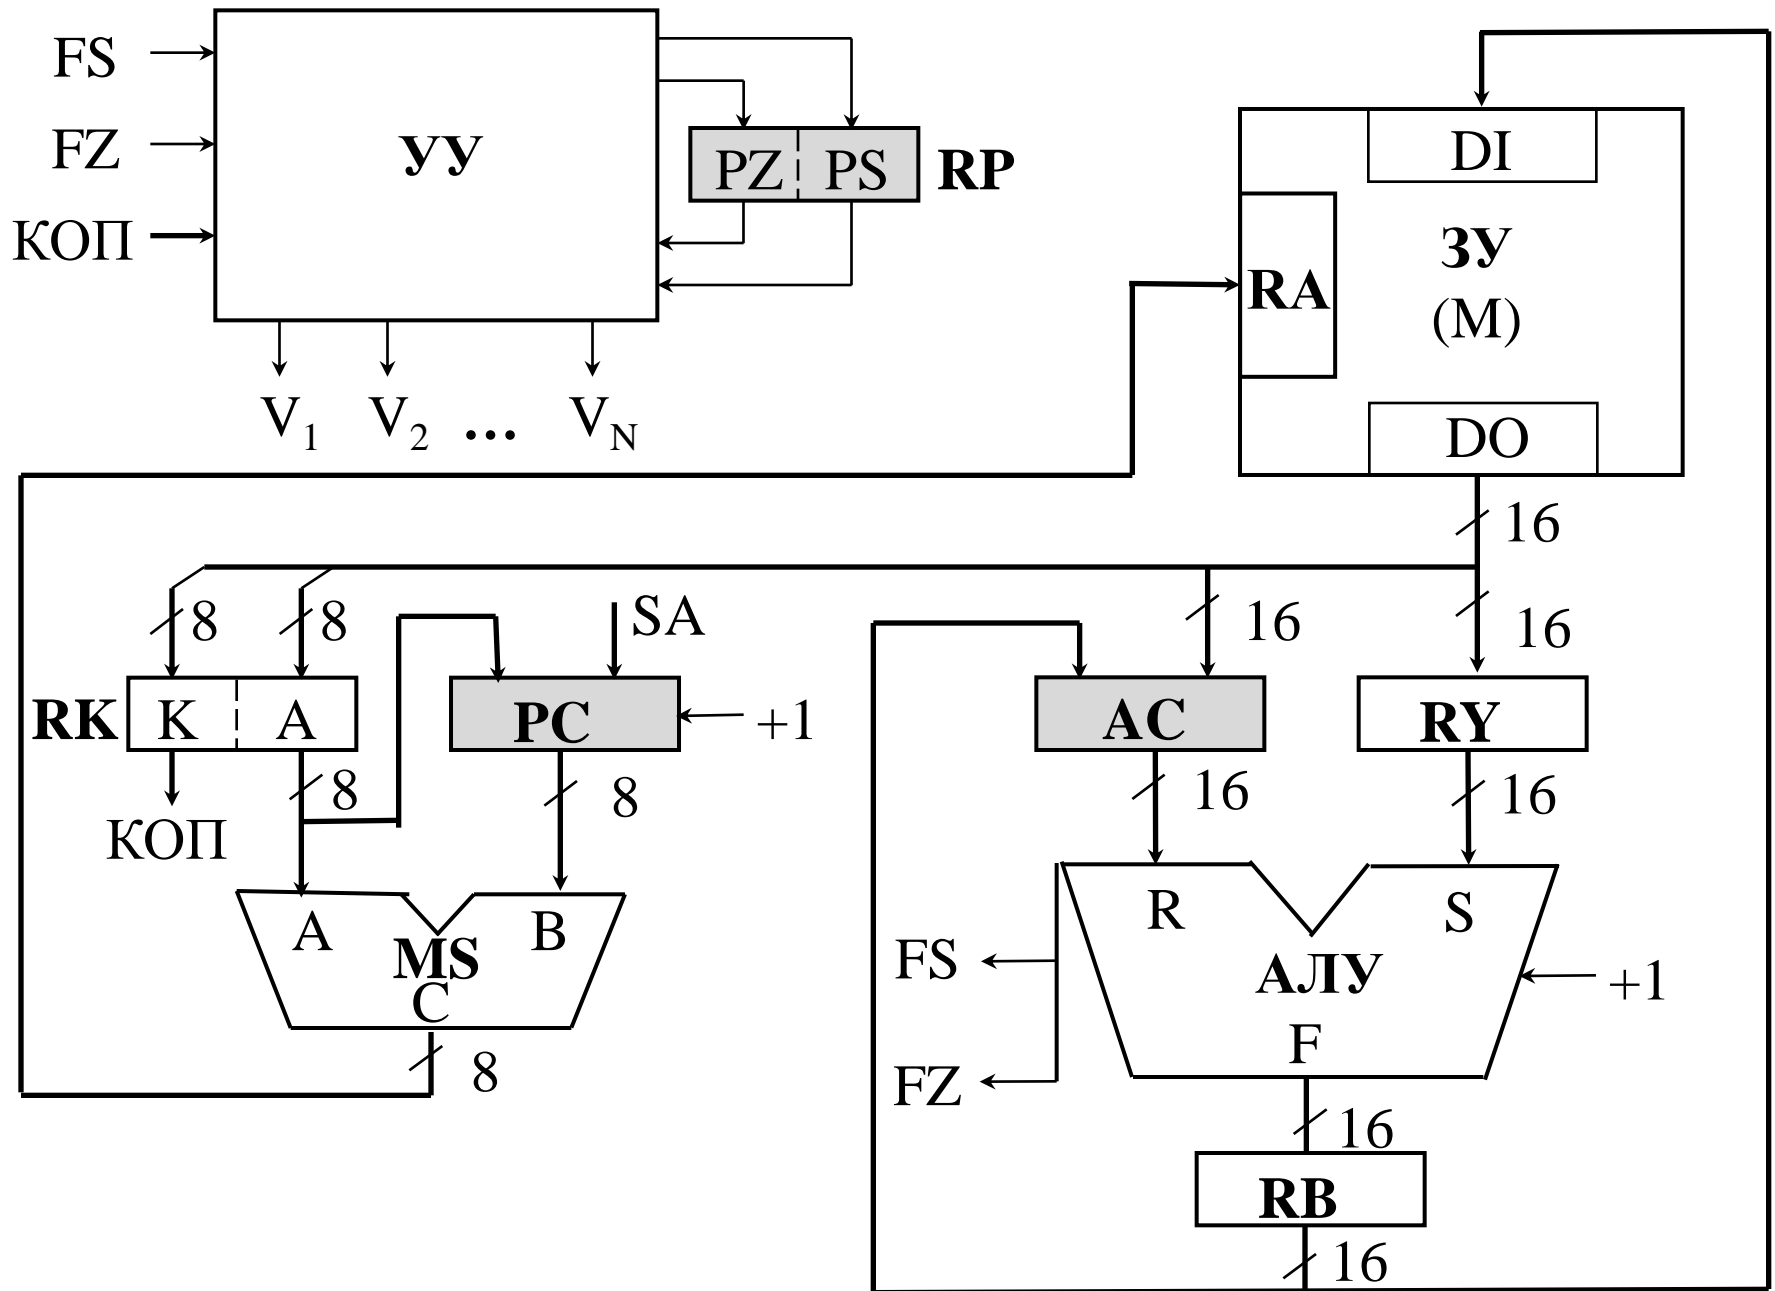 FS
FZ
КОП
УУ
PZ PS RP
V1 V2 ... VN
DI
RA
ЗУ
(M)
DO
16
8 8 SA 16 16
RK K A PC +1 AC RY
8 8 16 16
КОП
A B
MS
C
8
R S
FS АЛУ +1
F
FZ
16
RB
16